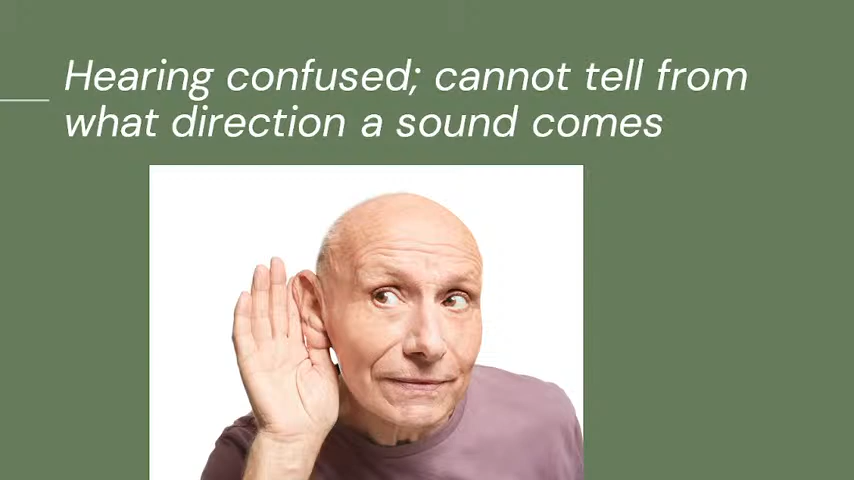 Hearing confused; cannot tell from
what direction a sound comes